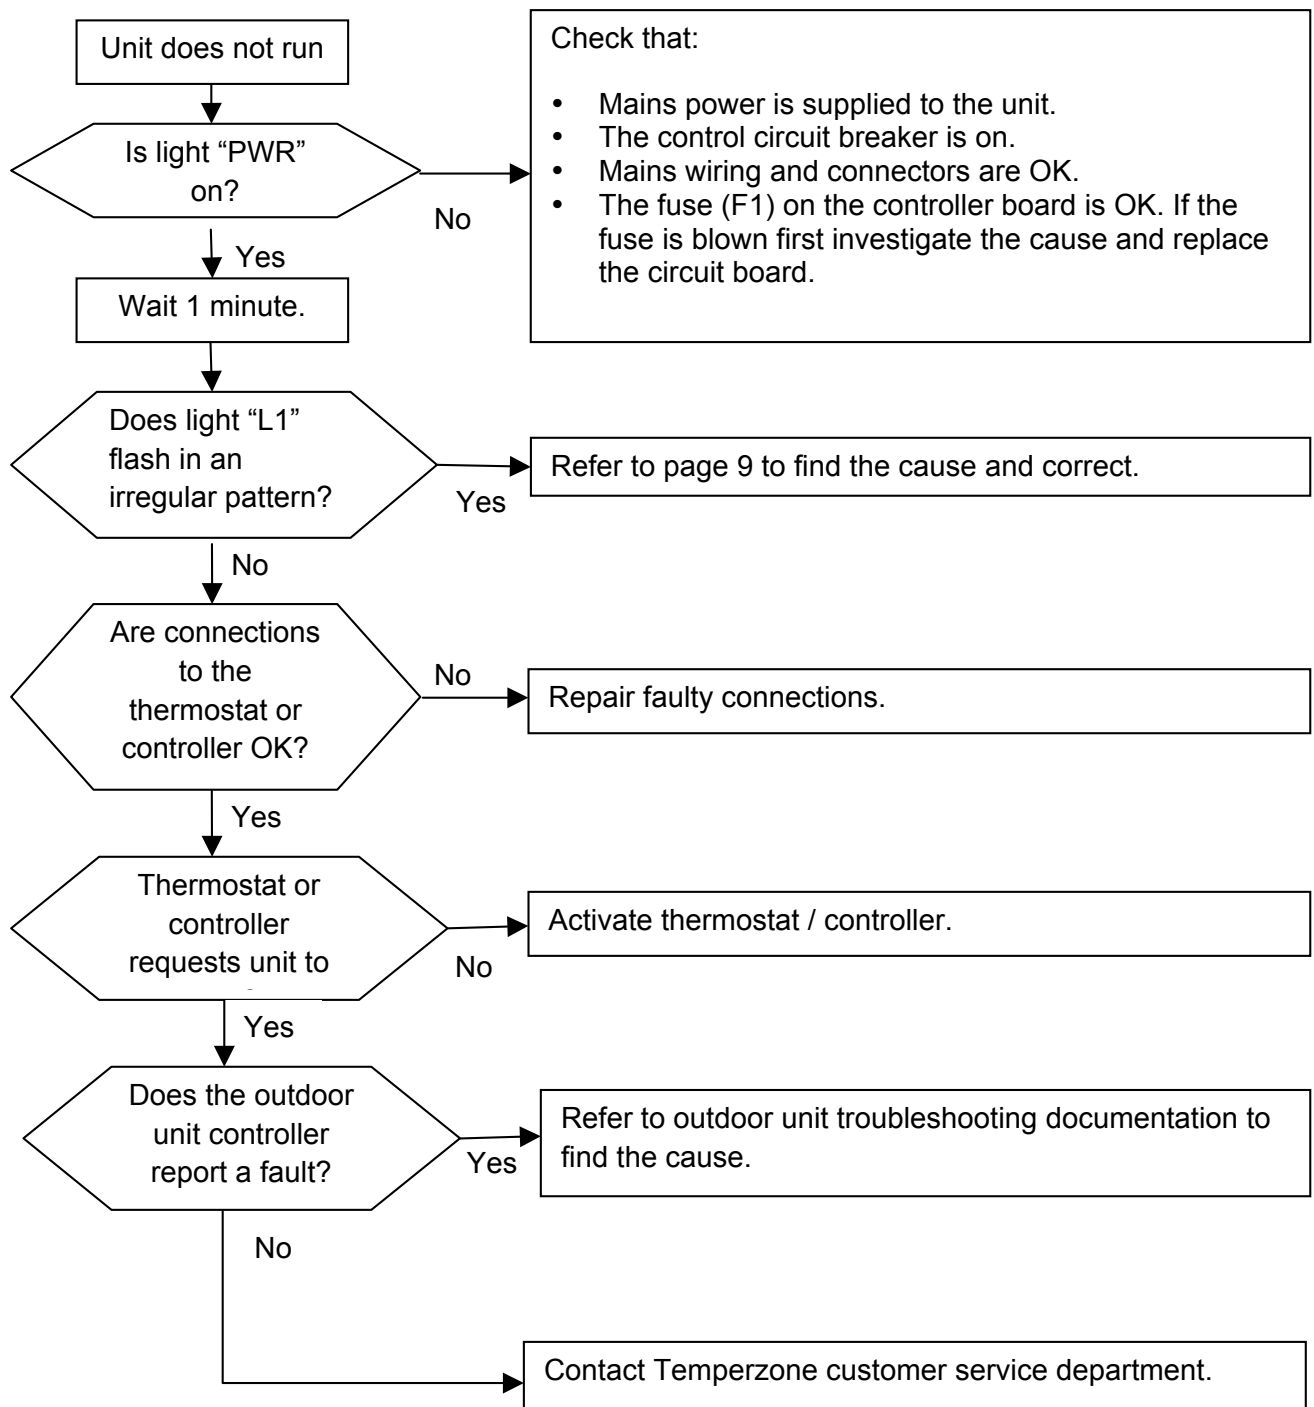 Unit does not run
Is light “PWR”
on?
No
Check that:
• Mains power is supplied to the unit.
• The control circuit breaker is on.
• Mains wiring and connectors are OK.
• The fuse (F1) on the controller board is OK. If the
fuse is blown first investigate the cause and replace
the circuit board.
Yes
Wait 1 minute.
Does light “L1”
flash in an
irregular pattern?
Yes
Refer to page 9 to find the cause and correct.
No
Are connections
to the
thermostat or
controller OK?
No
Repair faulty connections.
Yes
Thermostat or
controller
requests unit to
No
Activate thermostat / controller.
Yes
Does the outdoor
unit controller
report a fault?
Yes
Refer to outdoor unit troubleshooting documentation to
find the cause.
No
Contact Temperzone customer service department.